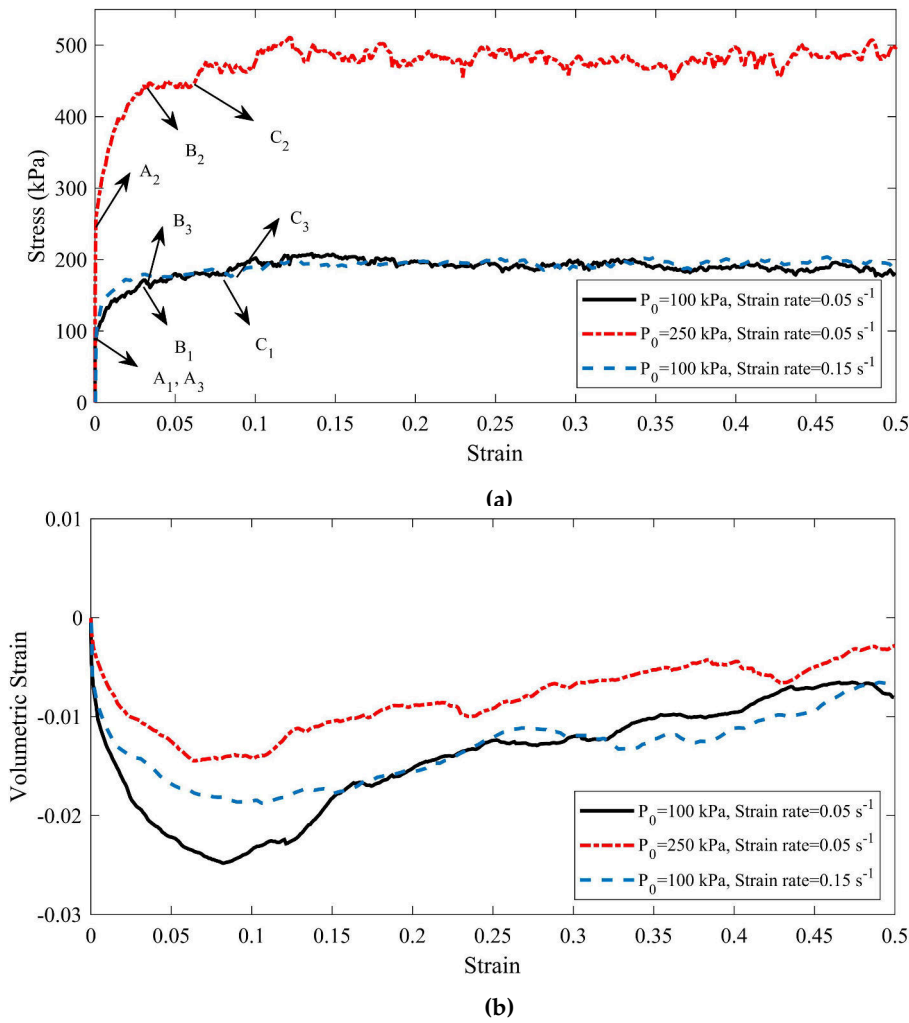 500
400
300
200
100
0
Stress (kPa)
A₂
B₂
C₂
B₃
C₃
B₁
C₁
A₁, A₃
P₀=100 kPa, Strain rate=0.05 s⁻¹
P₀=250 kPa, Strain rate=0.05 s⁻¹
P₀=100 kPa, Strain rate=0.15 s⁻¹
0 0.05 0.1 0.15 0.2 0.25 0.3 0.35 0.4 0.45 0.5
Strain
(a)
0.01
0
-0.01
-0.02
-0.03
Volumetric Strain
P₀=100 kPa, Strain rate=0.05 s⁻¹
P₀=250 kPa, Strain rate=0.05 s⁻¹
P₀=100 kPa, Strain rate=0.15 s⁻¹
0 0.05 0.1 0.15 0.2 0.25 0.3 0.35 0.4 0.45 0.5
Strain
(b)